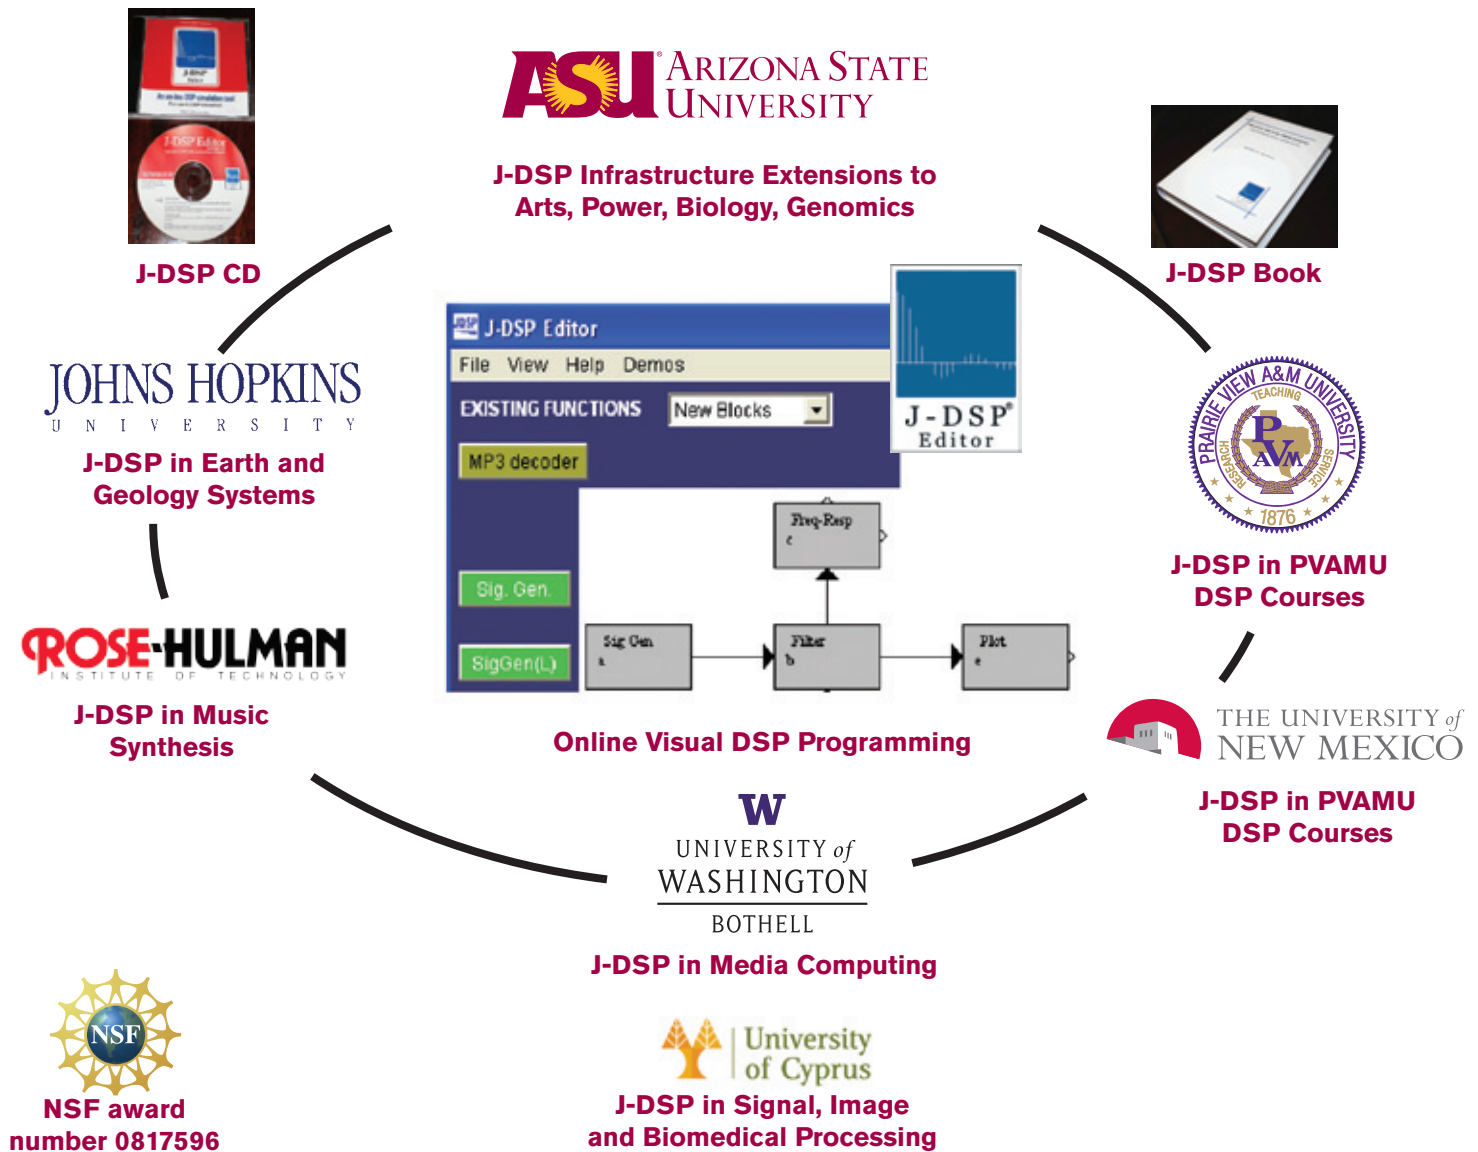 ASU ® ARIZONA STATE
UNIVERSITY
J-DSP Infrastructure Extensions to
Arts, Power, Biology, Genomics
J-DSP Editor
J-DSP CD
J-DSP Book
JOHNS HOPKINS
UNIVERSITY
J-DSP in Earth and
Geology Systems
J-DSP Editor
File View Help Demos
EXISTING FUNCTIONS New Blocks
MP3 decoder
Sig. Gen.
SigGen(L)
Freq-Resp
c
Sig Gen
a
Filter
b
Plot
e
J-DSP®
Editor
PRAIRIE VIEW A&M UNIVERSITY
TEACHING
RESEARCH
SERVICE
PVAM
1876
J-DSP in PVAMU
DSP Courses
ROSE-HULMAN
INSTITUTE OF TECHNOLOGY
J-DSP in Music
Synthesis
Online Visual DSP Programming
THE UNIVERSITY of
NEW MEXICO
J-DSP in PVAMU
DSP Courses
W
UNIVERSITY of
WASHINGTON
BOTHELL
J-DSP in Media Computing
NSF
NSF award
number 0817596
University
of Cyprus
J-DSP in Signal, Image
and Biomedical Processing